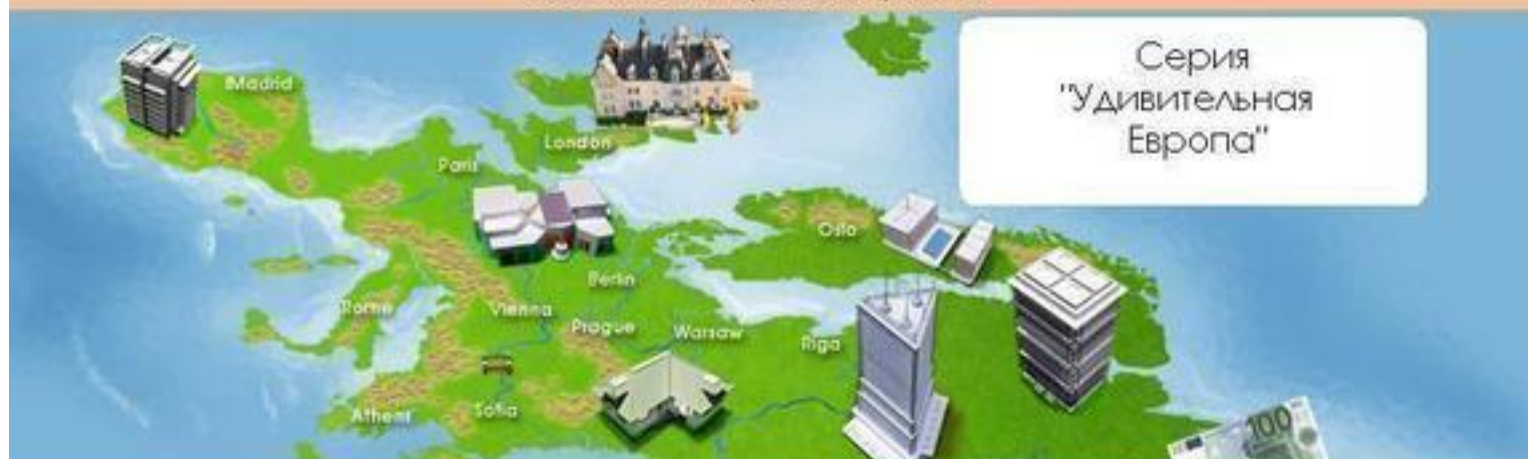 Серия
"Удивительная
Европа"
Madrid
London
Paris
Oslo
Berlin
Rome
Vienna
Prague
Warsaw
Riga
Athens
Sofia
100